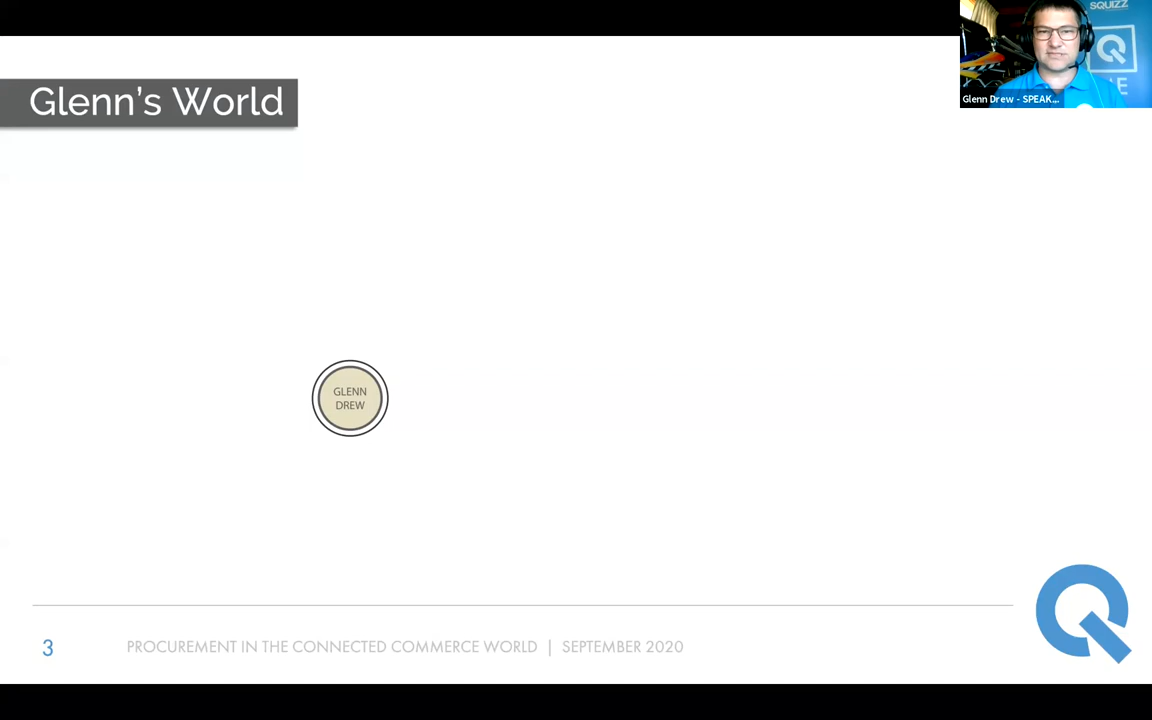 SQUIZZ
Glenn Drew - SPEAK...
Glenn's World
GLENN
DREW
3 PROCUREMENT IN THE CONNECTED COMMERCE WORLD | SEPTEMBER 2020